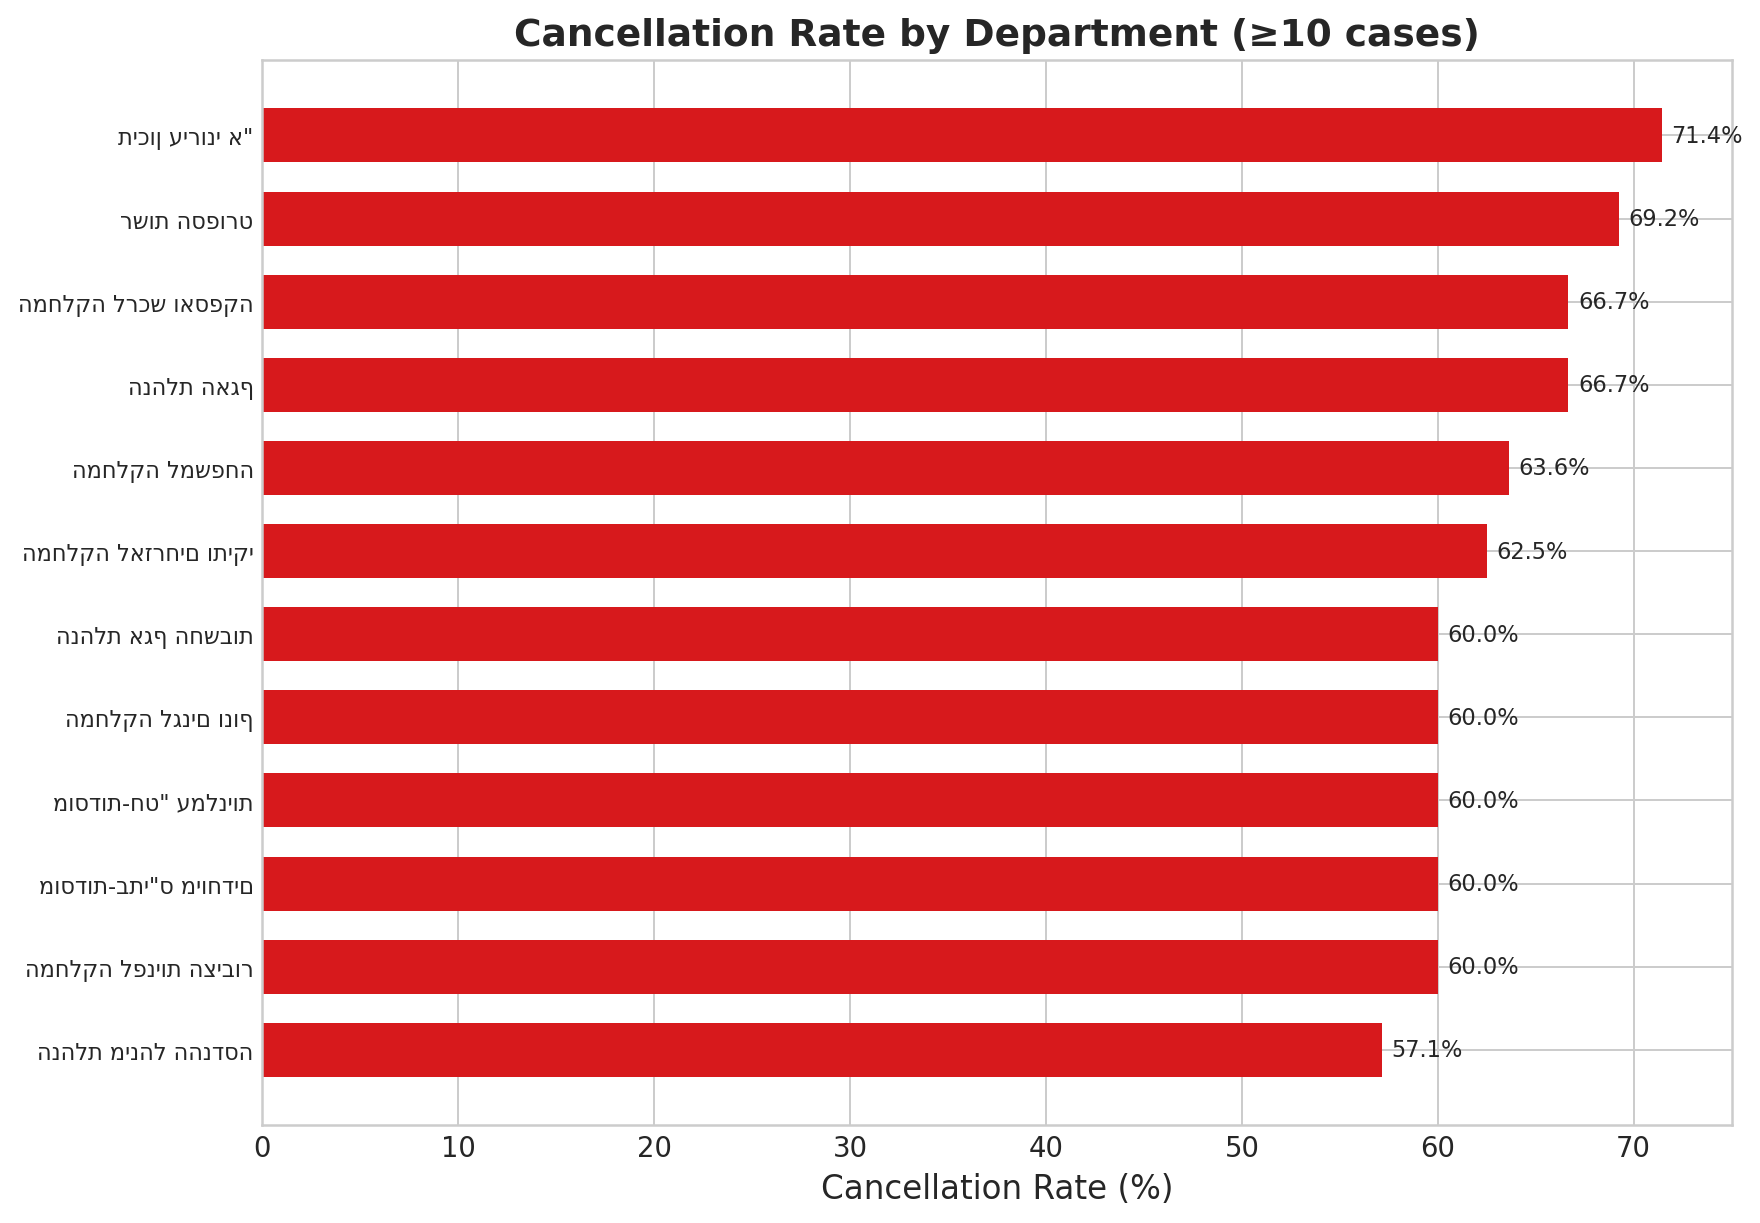 Cancellation Rate by Department (≥10 cases)
תיכון עירוני א" 71.4%
רשות הספורט 69.2%
המחלקה לרכש ואספקה 66.7%
הנהלת האגף 66.7%
המחלקה למשפחה 63.6%
המחלקה לאזרחים ותיקי 62.5%
הנהלת אגף חשבות 60.0%
המחלקה לגנים ונוף 60.0%
מוסדות-חט" עמלניות 60.0%
מוסדות-בתי"ס מיוחדים 60.0%
המחלקה לפניות הציבור 60.0%
הנהלת מינהל ההנדסה 57.1%
0 10 20 30 40 50 60 70
Cancellation Rate (%)